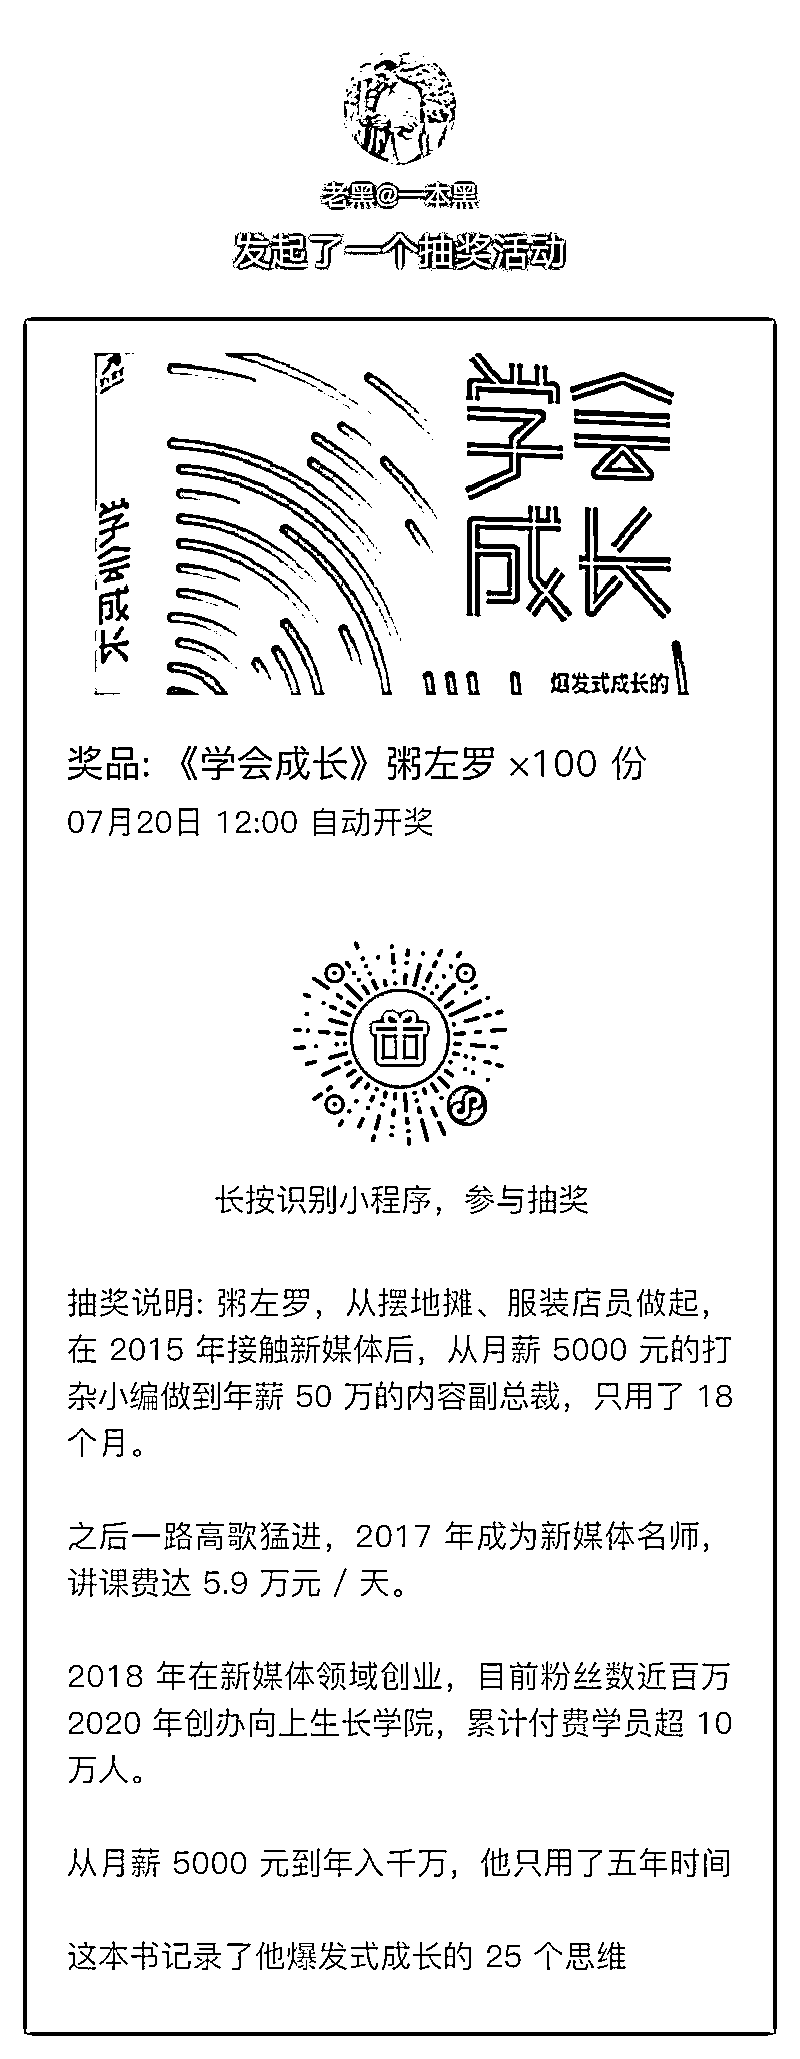 老黑@一本黑
发起了一个抽奖活动
学会
成长
学会成长
爆发式成长的
奖品: 《学会成长》粥左罗 ×100 份
07月20日 12:00 自动开奖
长按识别小程序，参与抽奖
抽奖说明: 粥左罗，从摆地摊、服装店员做起，
在 2015 年接触新媒体后，从月薪 5000 元的打
杂小编做到年薪 50 万的内容副总裁，只用了 18
个月。
之后一路高歌猛进，2017 年成为新媒体名师，
讲课费达 5.9 万元 / 天。
2018 年在新媒体领域创业，目前粉丝数近百万
2020 年创办向上生长学院，累计付费学员超 10
万人。
从月薪 5000 元到年入千万，他只用了五年时间
这本书记录了他爆发式成长的 25 个思维